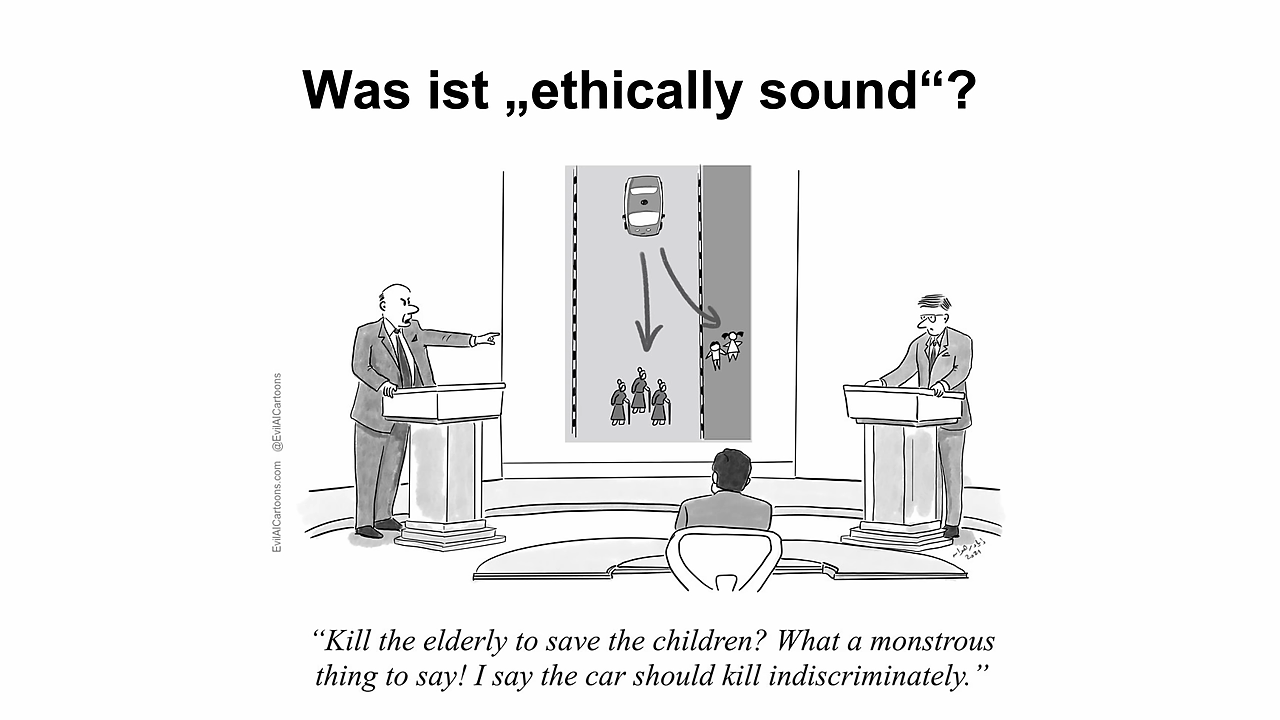 Was ist „ethically sound“?
EvilAICartoons.com @EvilAICartoons
2021
“Kill the elderly to save the children? What a monstrous
thing to say! I say the car should kill indiscriminately.”